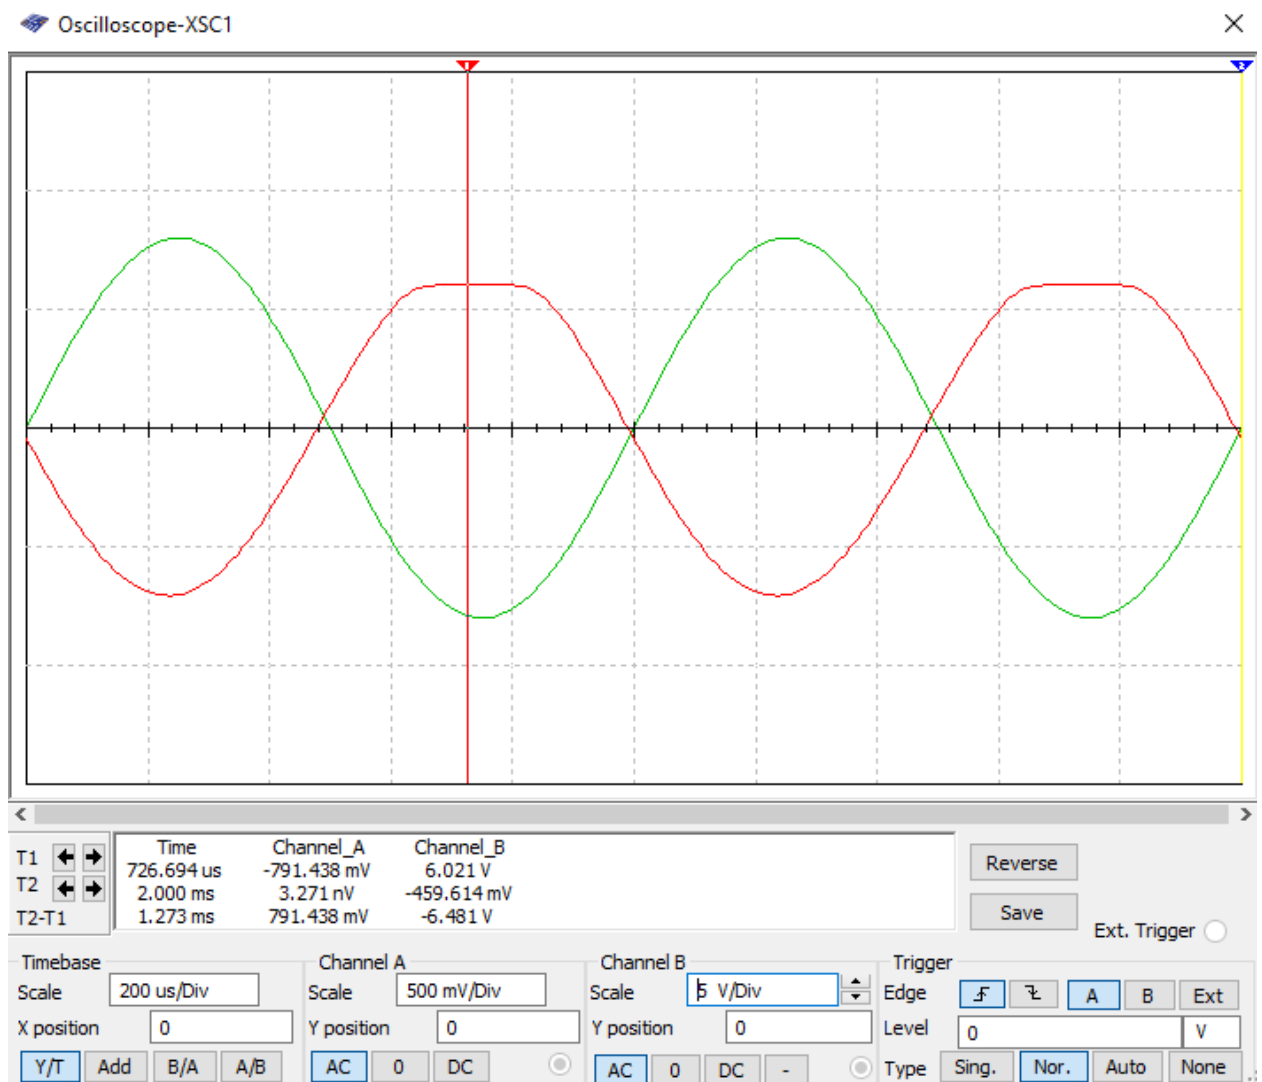 Oscilloscope-XSC1
1
2
Time Channel_A Channel_B
T1 726.694 us -791.438 mV 6.021 V
T2 2.000 ms 3.271 nV -459.614 mV
T2-T1 1.273 ms 791.438 mV -6.481 V
Reverse
Save
Ext. Trigger
Timebase
Scale 200 us/Div
X position 0
Y/T Add B/A A/B
Channel A
Scale 500 mV/Div
Y position 0
AC 0 DC
Channel B
Scale 5 V/Div
Y position 0
AC 0 DC -
Trigger
Edge A B Ext
Level 0 V
Type Sing. Nor. Auto None